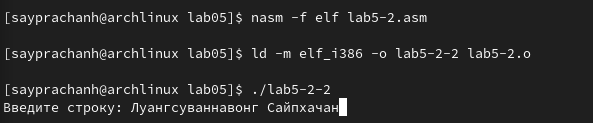 [sayprachanh@archlinux lab05]$ nasm -f elf lab5-2.asm
[sayprachanh@archlinux lab05]$ ld -m elf_i386 -o lab5-2-2 lab5-2.o
[sayprachanh@archlinux lab05]$ ./lab5-2-2
Введите строку: Луангсуваннавонг Сайпхачан